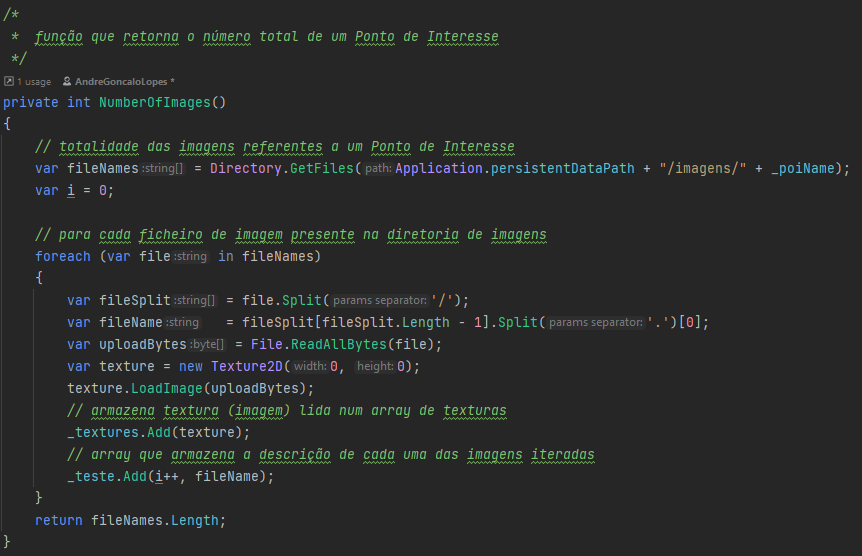 /*
 *  função que retorna o número total de um Ponto de Interesse
 */
1 usage AndreGoncaloLopes *
private int NumberOfImages()
{
    // totalidade das imagens referentes a um Ponto de Interesse
    var fileNames:string[] = Directory.GetFiles(path:Application.persistentDataPath + "/imagens/" + _poiName);
    var i = 0;

    // para cada ficheiro de imagem presente na diretoria de imagens
    foreach (var file:string in fileNames)
    {
        var fileSplit:string[] = file.Split(params separator:'/');
        var fileName:string   = fileSplit[fileSplit.Length - 1].Split(params separator:'.')[0];
        var uploadBytes:byte[] = File.ReadAllBytes(file);
        var texture = new Texture2D(width:0, height:0);
        texture.LoadImage(uploadBytes);
        // armazena textura (imagem) lida num array de texturas
        _textures.Add(texture);
        // array que armazena a descrição de cada uma das imagens iteradas
        _teste.Add(i++, fileName);
    }
    return fileNames.Length;
}